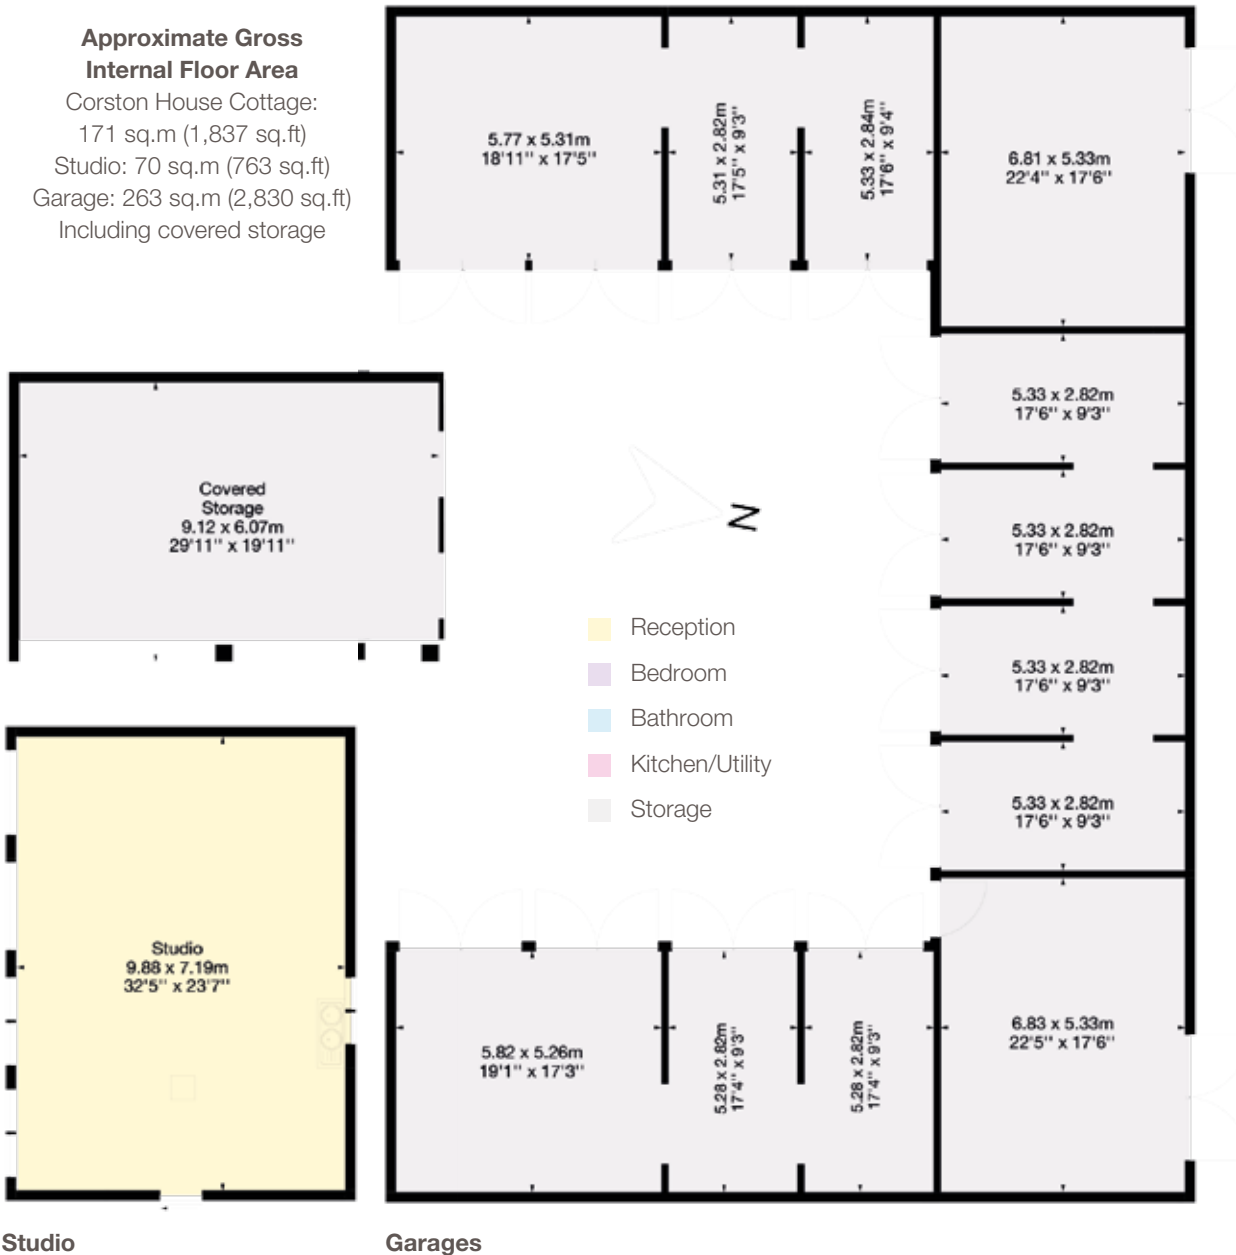 Approximate Gross
Internal Floor Area
Corston House Cottage:
171 sq.m (1,837 sq.ft)
Studio: 70 sq.m (763 sq.ft)
Garage: 263 sq.m (2,830 sq.ft)
Including covered storage
5.77 x 5.31m
18'11'' x 17'5''
5.31 x 2.82m
17'5'' x 9'3''
5.33 x 2.84m
17'6'' x 9'4''
6.81 x 5.33m
22'4'' x 17'6''
5.33 x 2.82m
17'6'' x 9'3''
Covered
Storage
9.12 x 6.07m
29'11'' x 19'11''
N
5.33 x 2.82m
17'6'' x 9'3''
Reception
Bedroom
Bathroom
Kitchen/Utility
Storage
5.33 x 2.82m
17'6'' x 9'3''
5.33 x 2.82m
17'6'' x 9'3''
Studio
9.88 x 7.19m
32'5'' x 23'7''
5.82 x 5.26m
19'1'' x 17'3''
5.28 x 2.82m
17'4'' x 9'3''
5.28 x 2.82m
17'4'' x 9'3''
6.83 x 5.33m
22'5'' x 17'6''
Studio
Garages